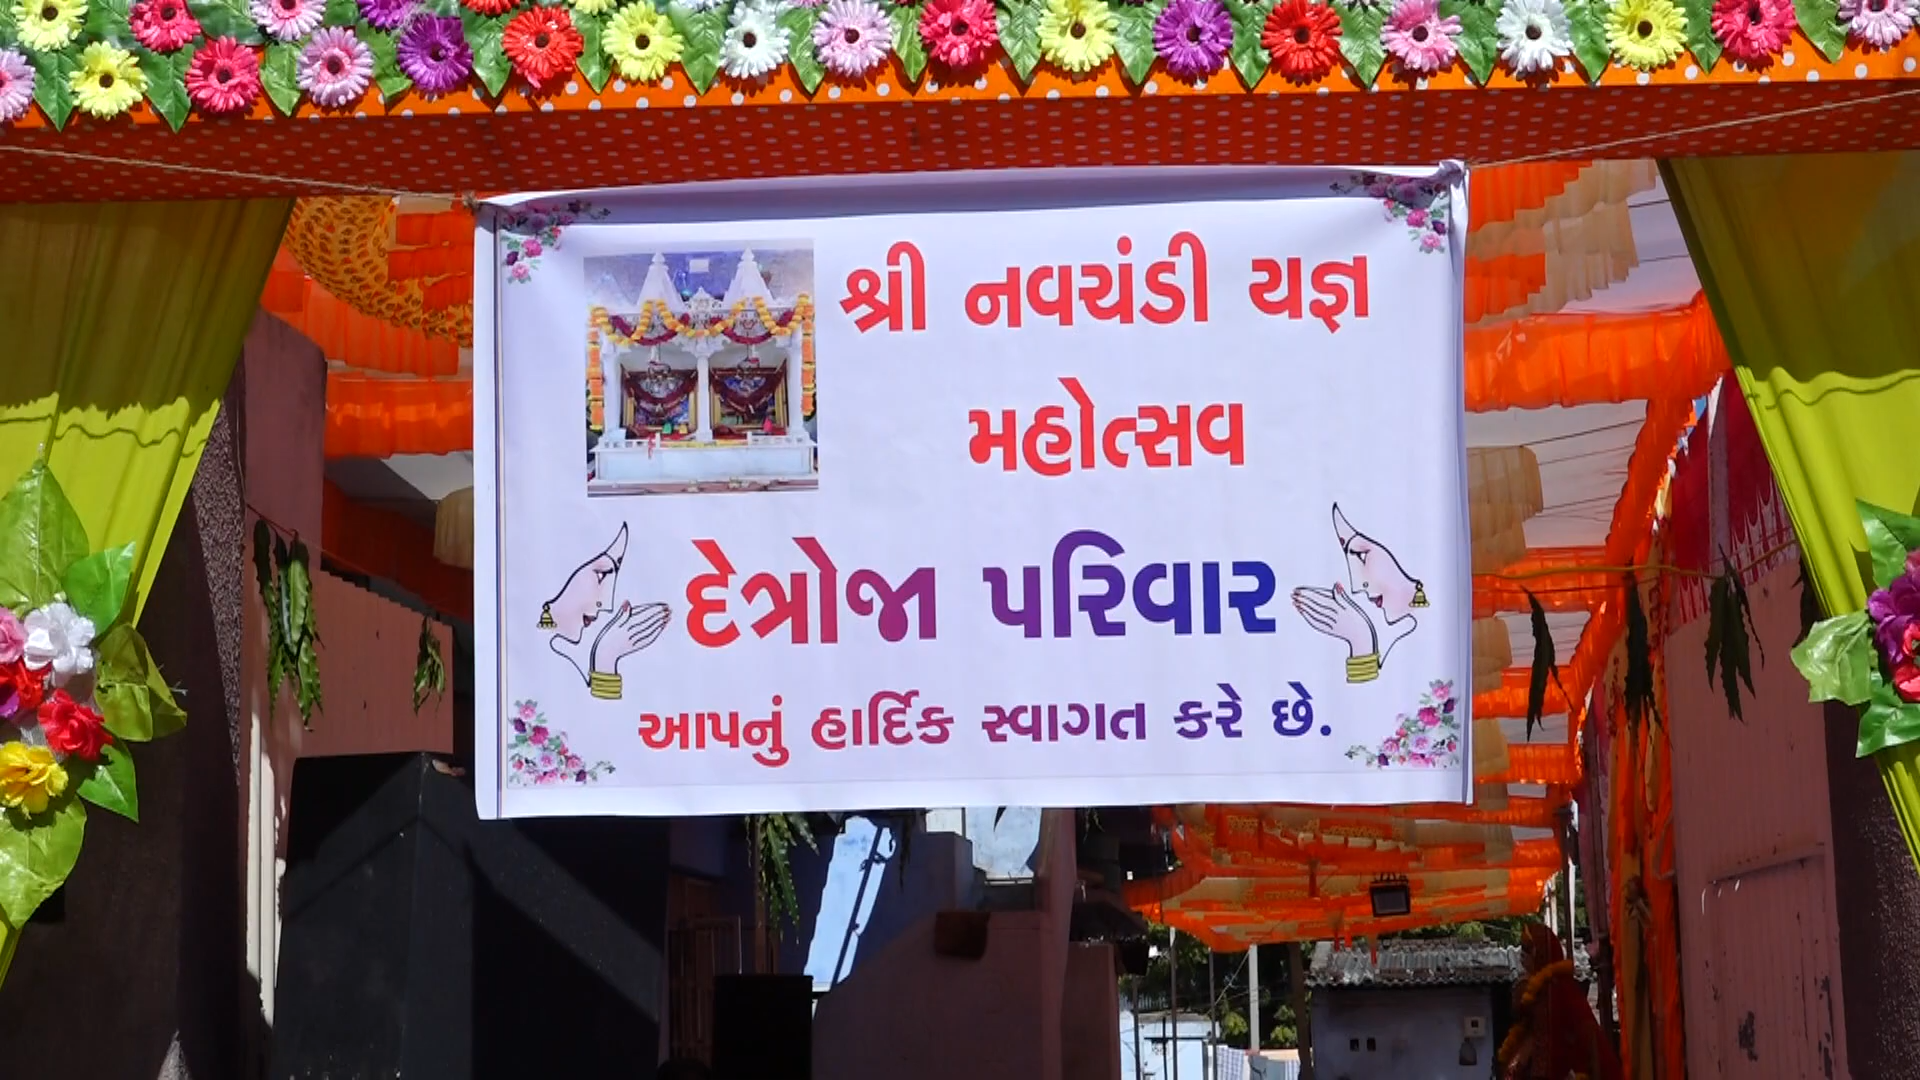 શ્રી નવચંડી યજ્ઞ
મહોત્સવ
દેત્રોજા પરિવાર
આપનું હાર્દિક સ્વાગત કરે છે.